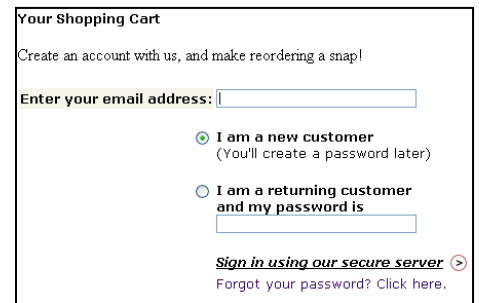 Your Shopping Cart
Create an account with us, and make reordering a snap!
Enter your email address:
I am a new customer
(You'll create a password later)
I am a returning customer
and my password is
Sign in using our secure server >
Forgot your password? Click here.